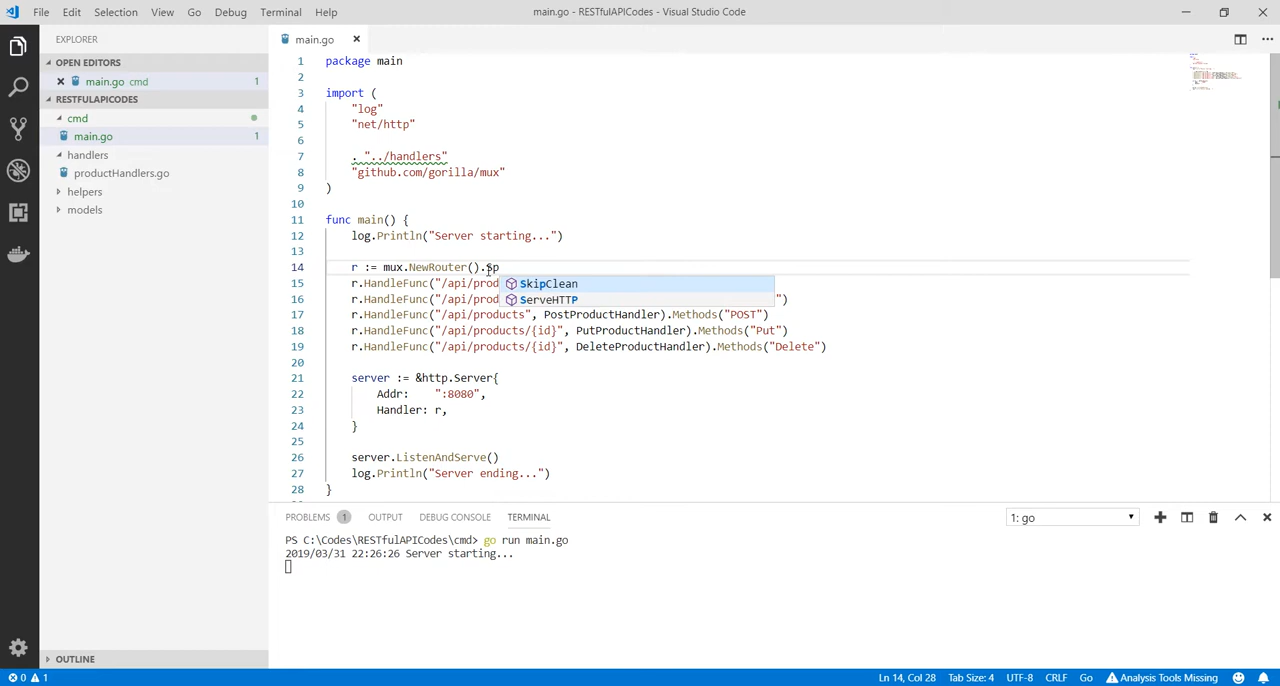 File Edit Selection View Go Debug Terminal Help
main.go - RESTfulAPICodes - Visual Studio Code
EXPLORER
OPEN EDITORS
main.go cmd 1
RESTFULAPICODES
cmd
main.go 1
handlers
productHandlers.go
helpers
models
OUTLINE
main.go
1 package main
2
3 import (
4 "log"
5 "net/http"
6
7 . "../handlers"
8 "github.com/gorilla/mux"
9 )
10
11 func main() {
12 log.Println("Server starting...")
13
14 r := mux.NewRouter().Sp
15 r.HandleFunc("/api/prod
SkipClean
16 r.HandleFunc("/api/prod ")
ServeHTTP
17 r.HandleFunc("/api/products", PostProductHandler).Methods("POST")
18 r.HandleFunc("/api/products/{id}", PutProductHandler).Methods("Put")
19 r.HandleFunc("/api/products/{id}", DeleteProductHandler).Methods("Delete")
20
21 server := &http.Server{
22 Addr: ":8080",
23 Handler: r,
24 }
25
26 server.ListenAndServe()
27 log.Println("Server ending...")
28 }
PROBLEMS 1 OUTPUT DEBUG CONSOLE TERMINAL 1: go
PS C:\Codes\RESTfulAPICodes\cmd> go run main.go
2019/03/31 22:26:26 Server starting...
0 1 Ln 14, Col 28 Tab Size: 4 UTF-8 CRLF Go Analysis Tools Missing